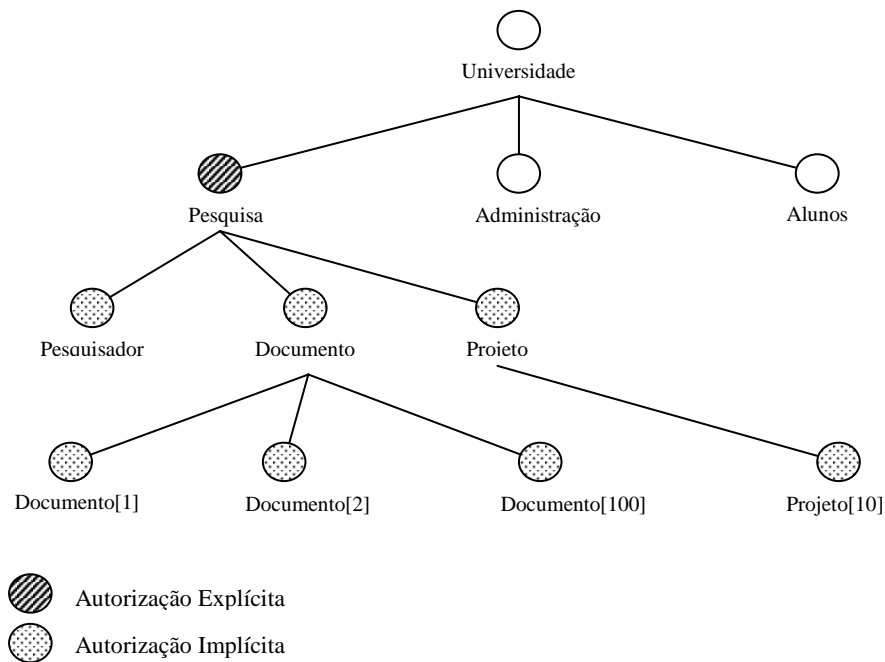 Universidade
Pesquisa Administração Alunos
Pesquisador Documento Projeto
Documento[1] Documento[2] Documento[100] Projeto[10]
Autorização Explícita
Autorização Implícita